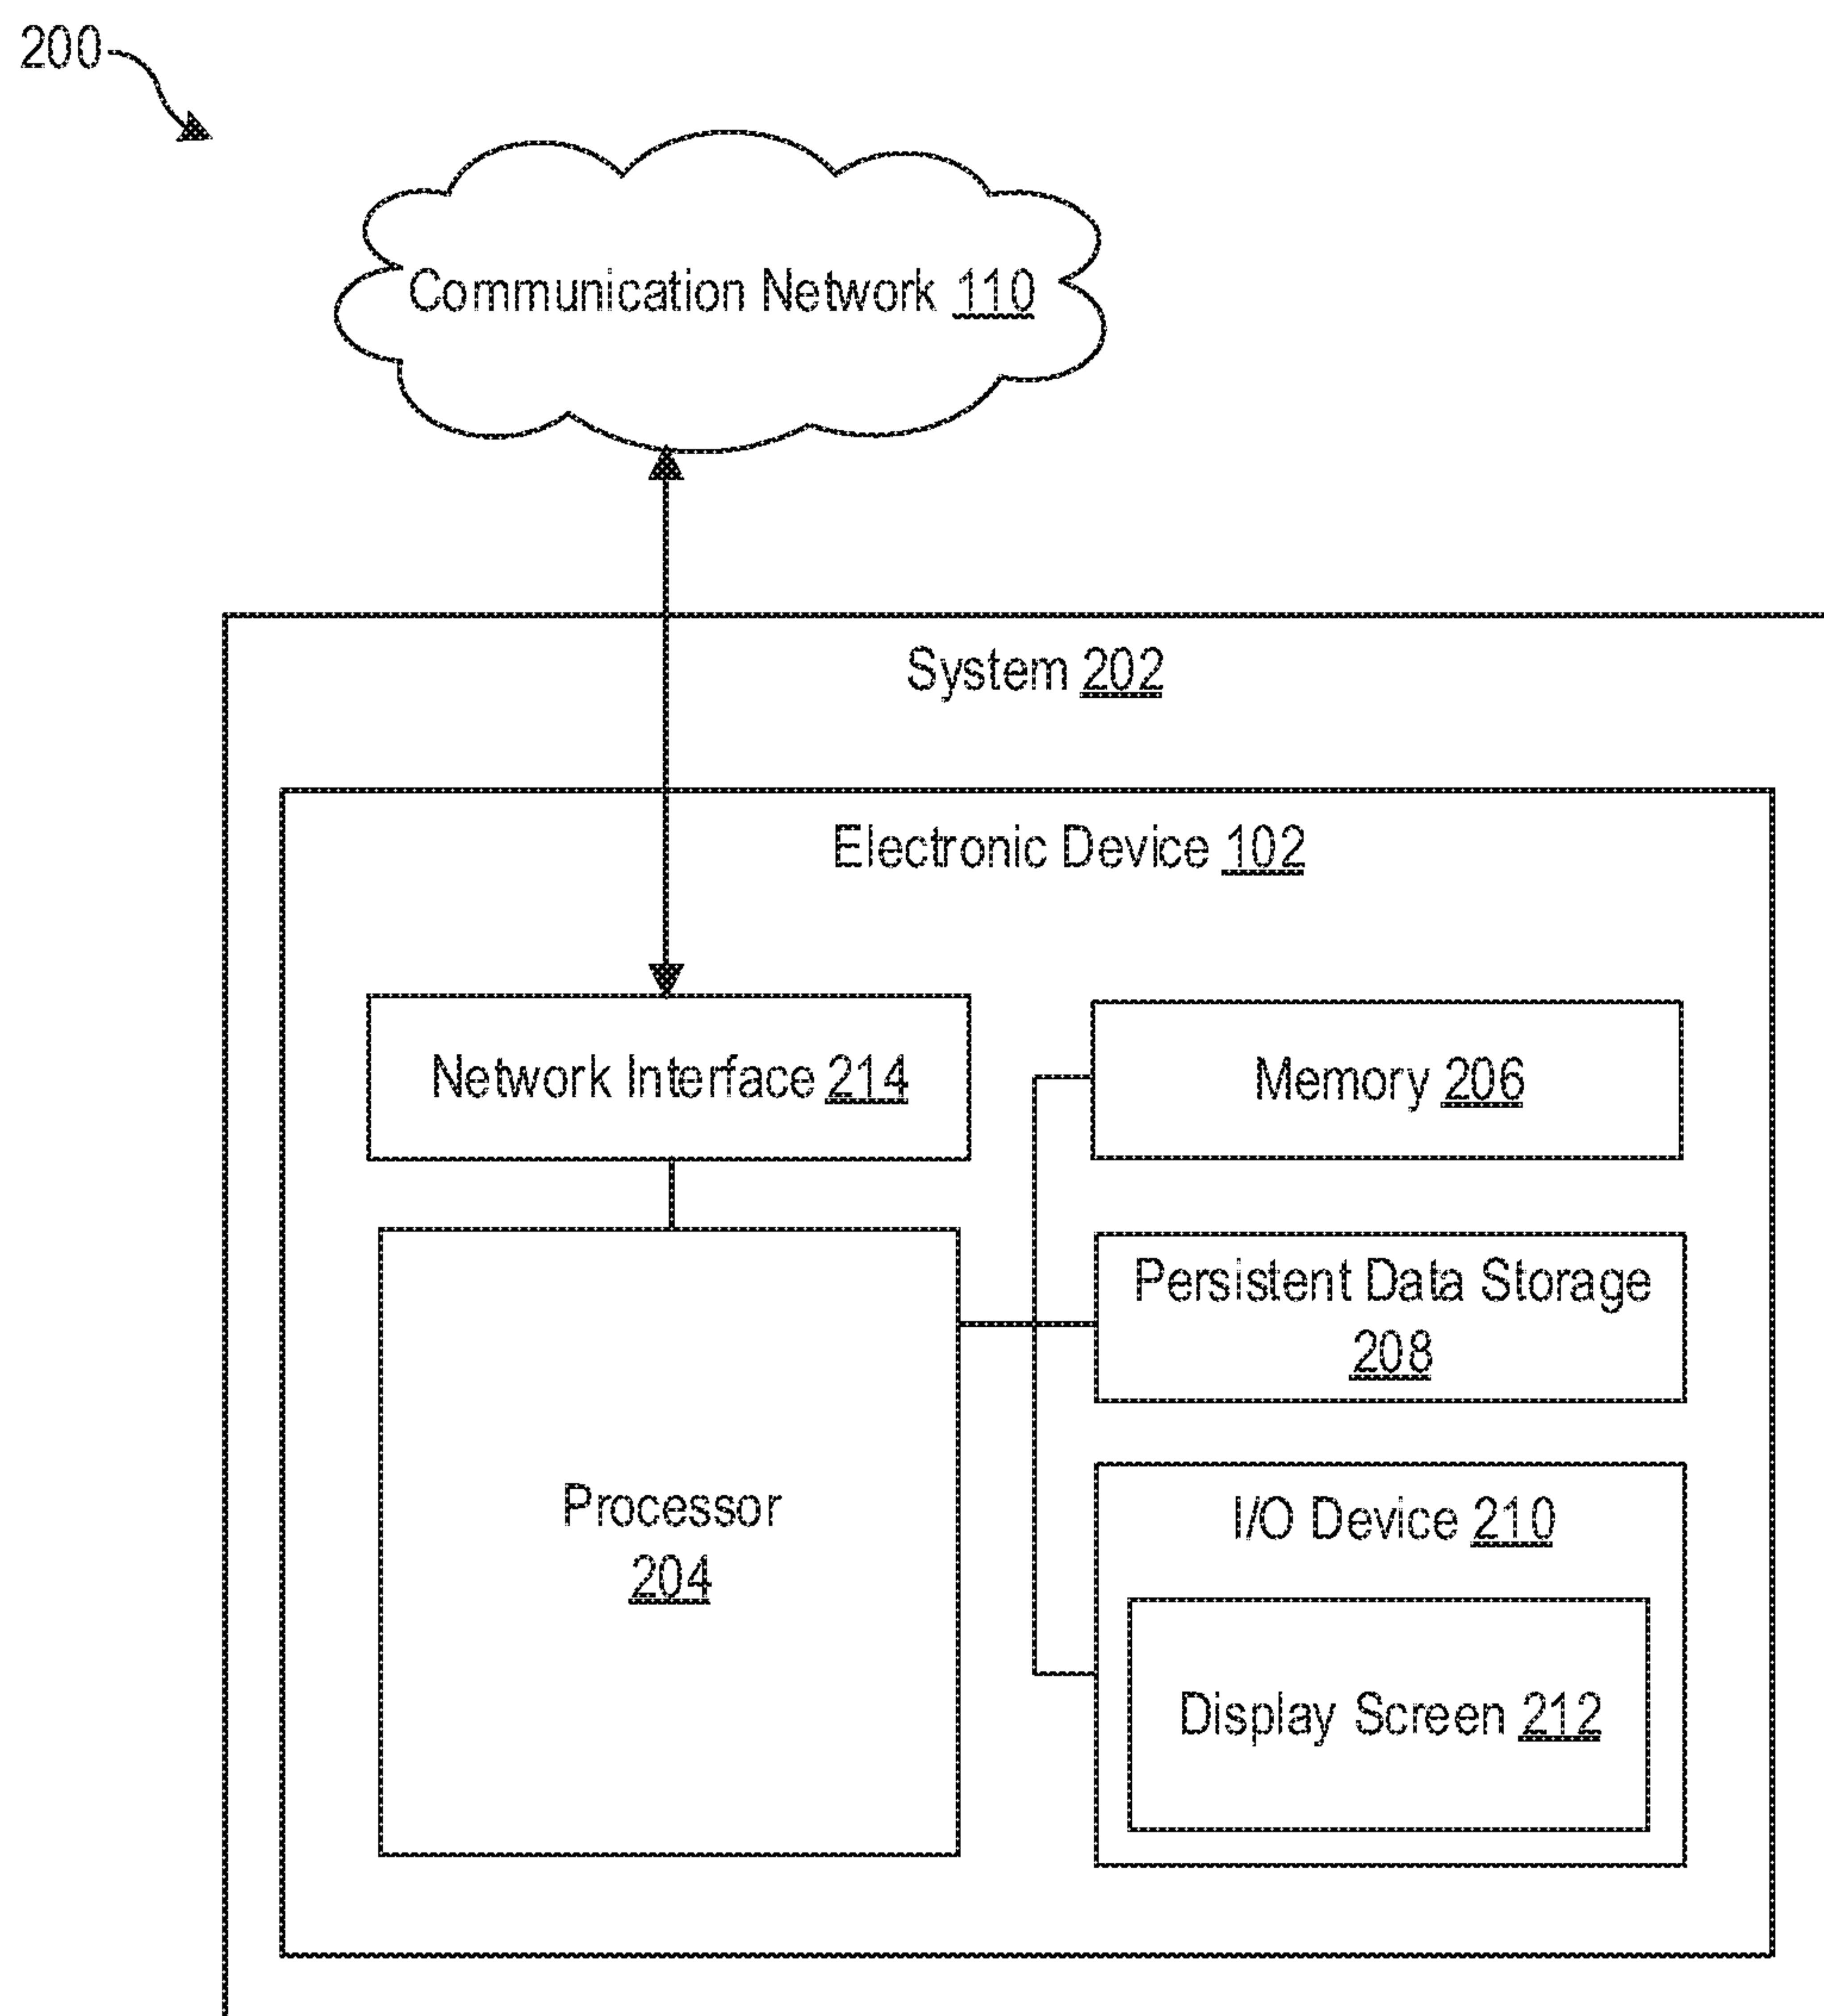 200
Communication Network 110
System 202
Electronic Device 102
Network Interface 214
Memory 206
Persistent Data Storage
208
Processor
204
I/O Device 210
Display Screen 212